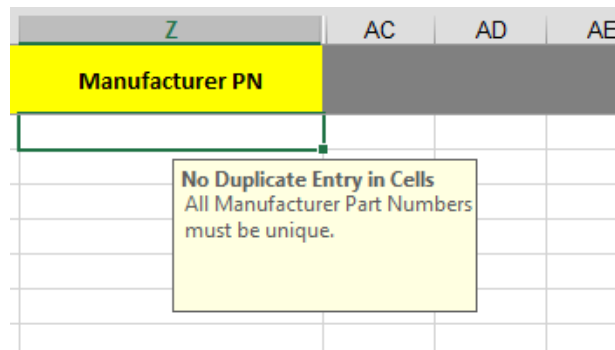 Z AC AD AE
Manufacturer PN
No Duplicate Entry in Cells
All Manufacturer Part Numbers
must be unique.